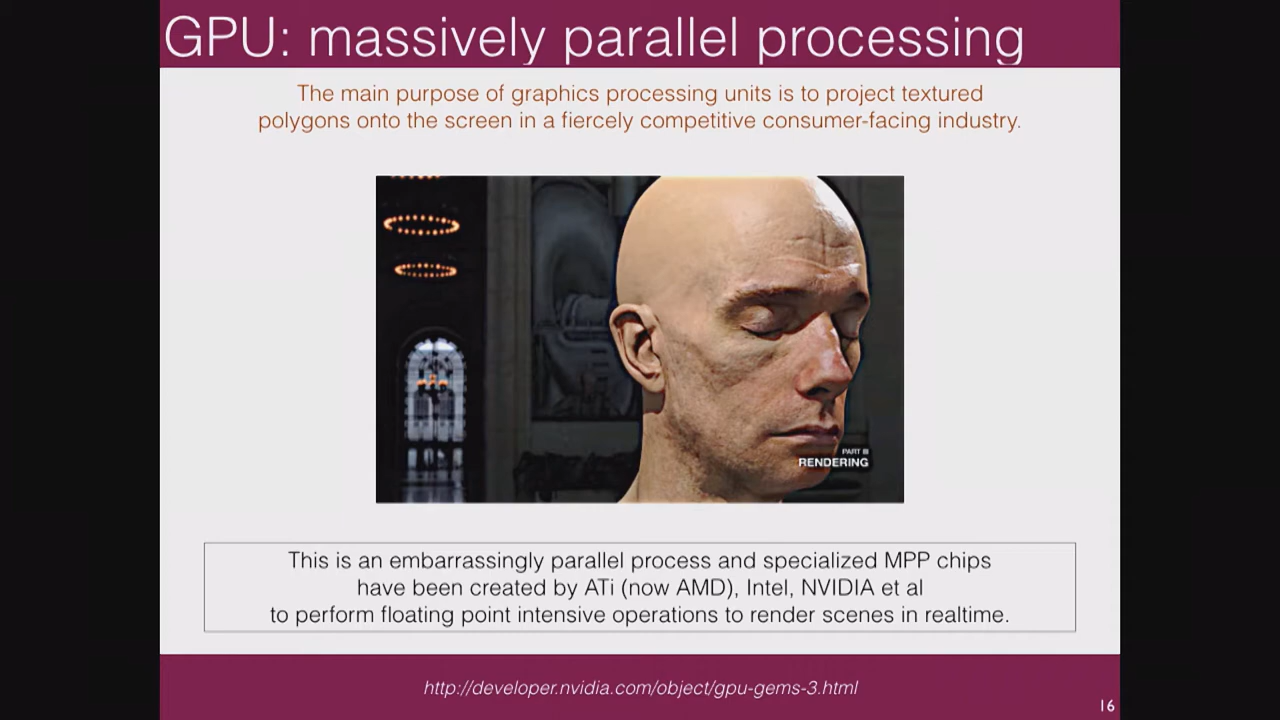 GPU: massively parallel processing
The main purpose of graphics processing units is to project textured
polygons onto the screen in a fiercely competitive consumer-facing industry.
PART III
RENDERING
This is an embarrassingly parallel process and specialized MPP chips
have been created by ATi (now AMD), Intel, NVIDIA et al
to perform floating point intensive operations to render scenes in realtime.
http://developer.nvidia.com/object/gpu-gems-3.html
16